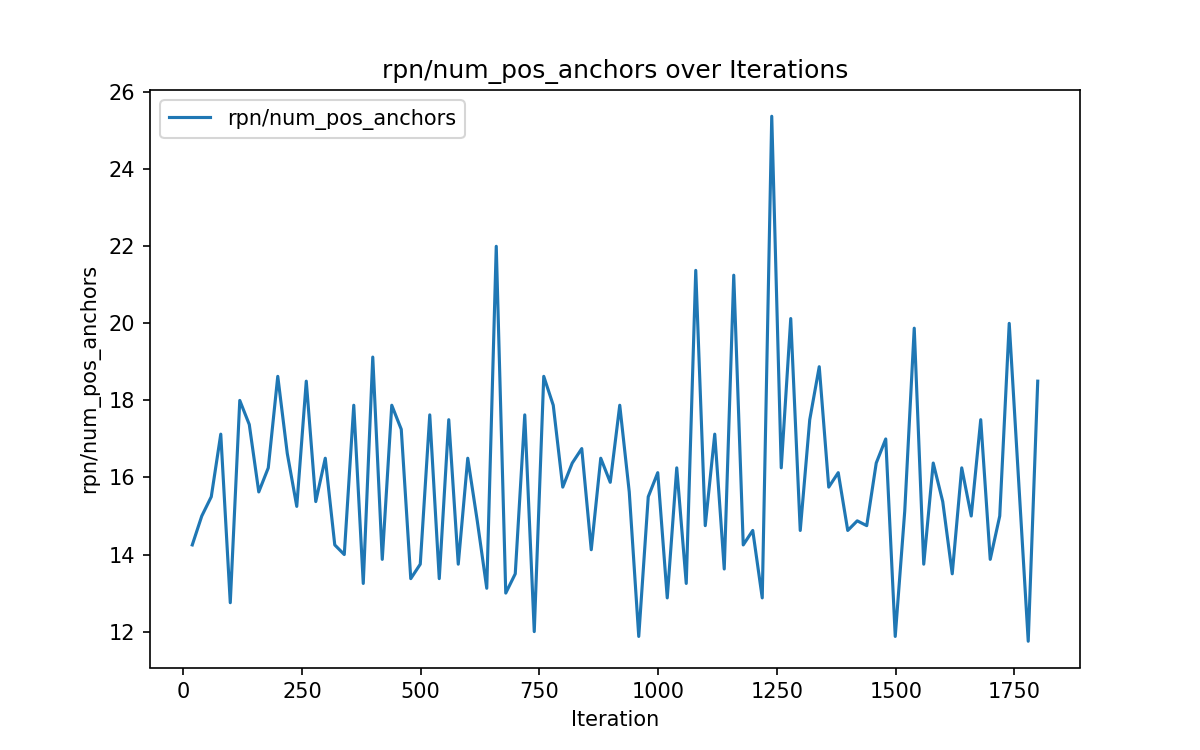 rpn/num_pos_anchors over Iterations
rpn/num_pos_anchors
26
24
22
20
18
16
14
12
rpn/num_pos_anchors
0 250 500 750 1000 1250 1500 1750
Iteration